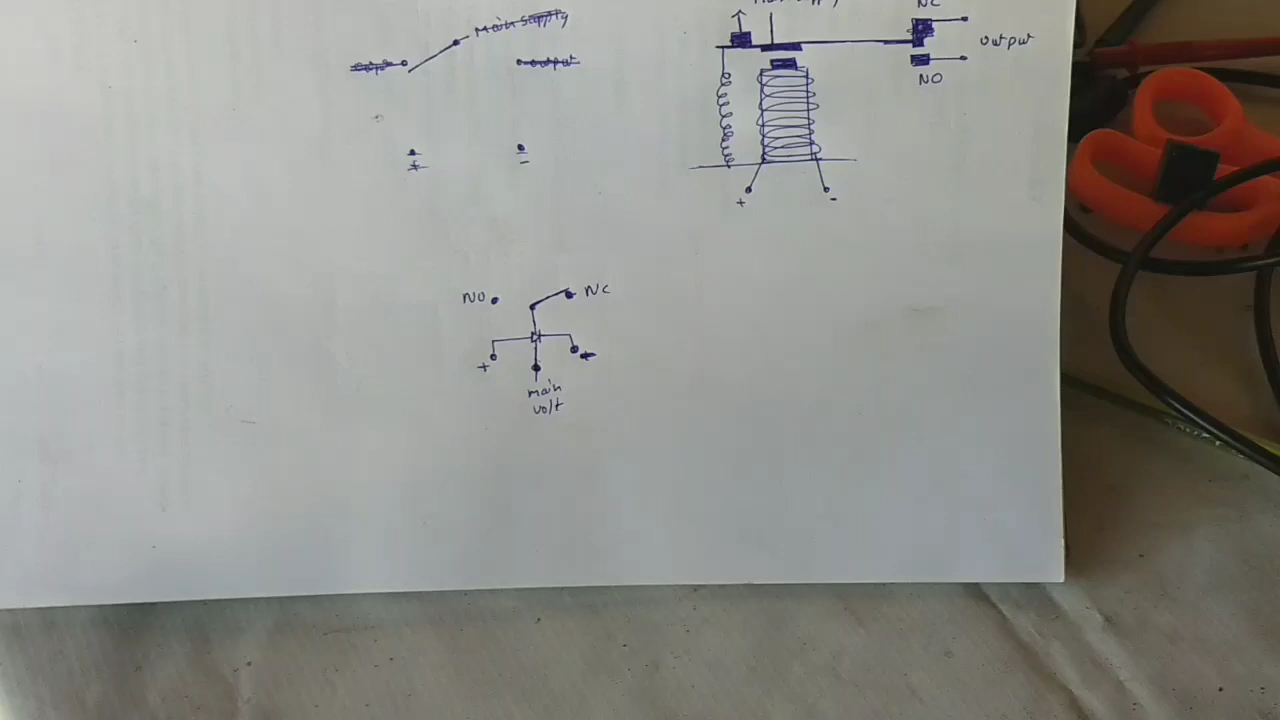 main supply
output
+
-
NC
output
NO
+
-
NO
NC
+
main
volt